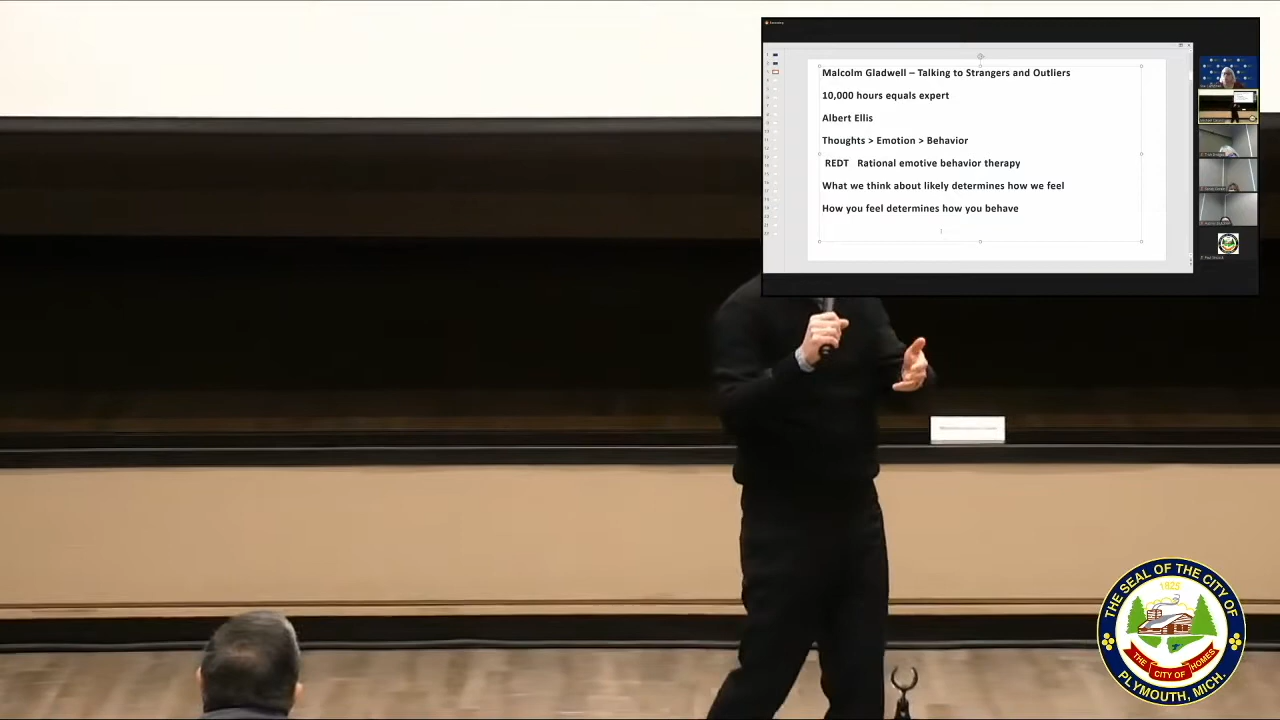 Malcolm Gladwell – Talking to Strangers and Outliers
10,000 hours equals expert
Albert Ellis
Thoughts > Emotion > Behavior
REDT   Rational emotive behavior therapy
What we think about likely determines how we feel
How you feel determines how you behave
THE SEAL OF THE CITY OF
1825
THE CITY OF HOMES
PLYMOUTH, MICH.